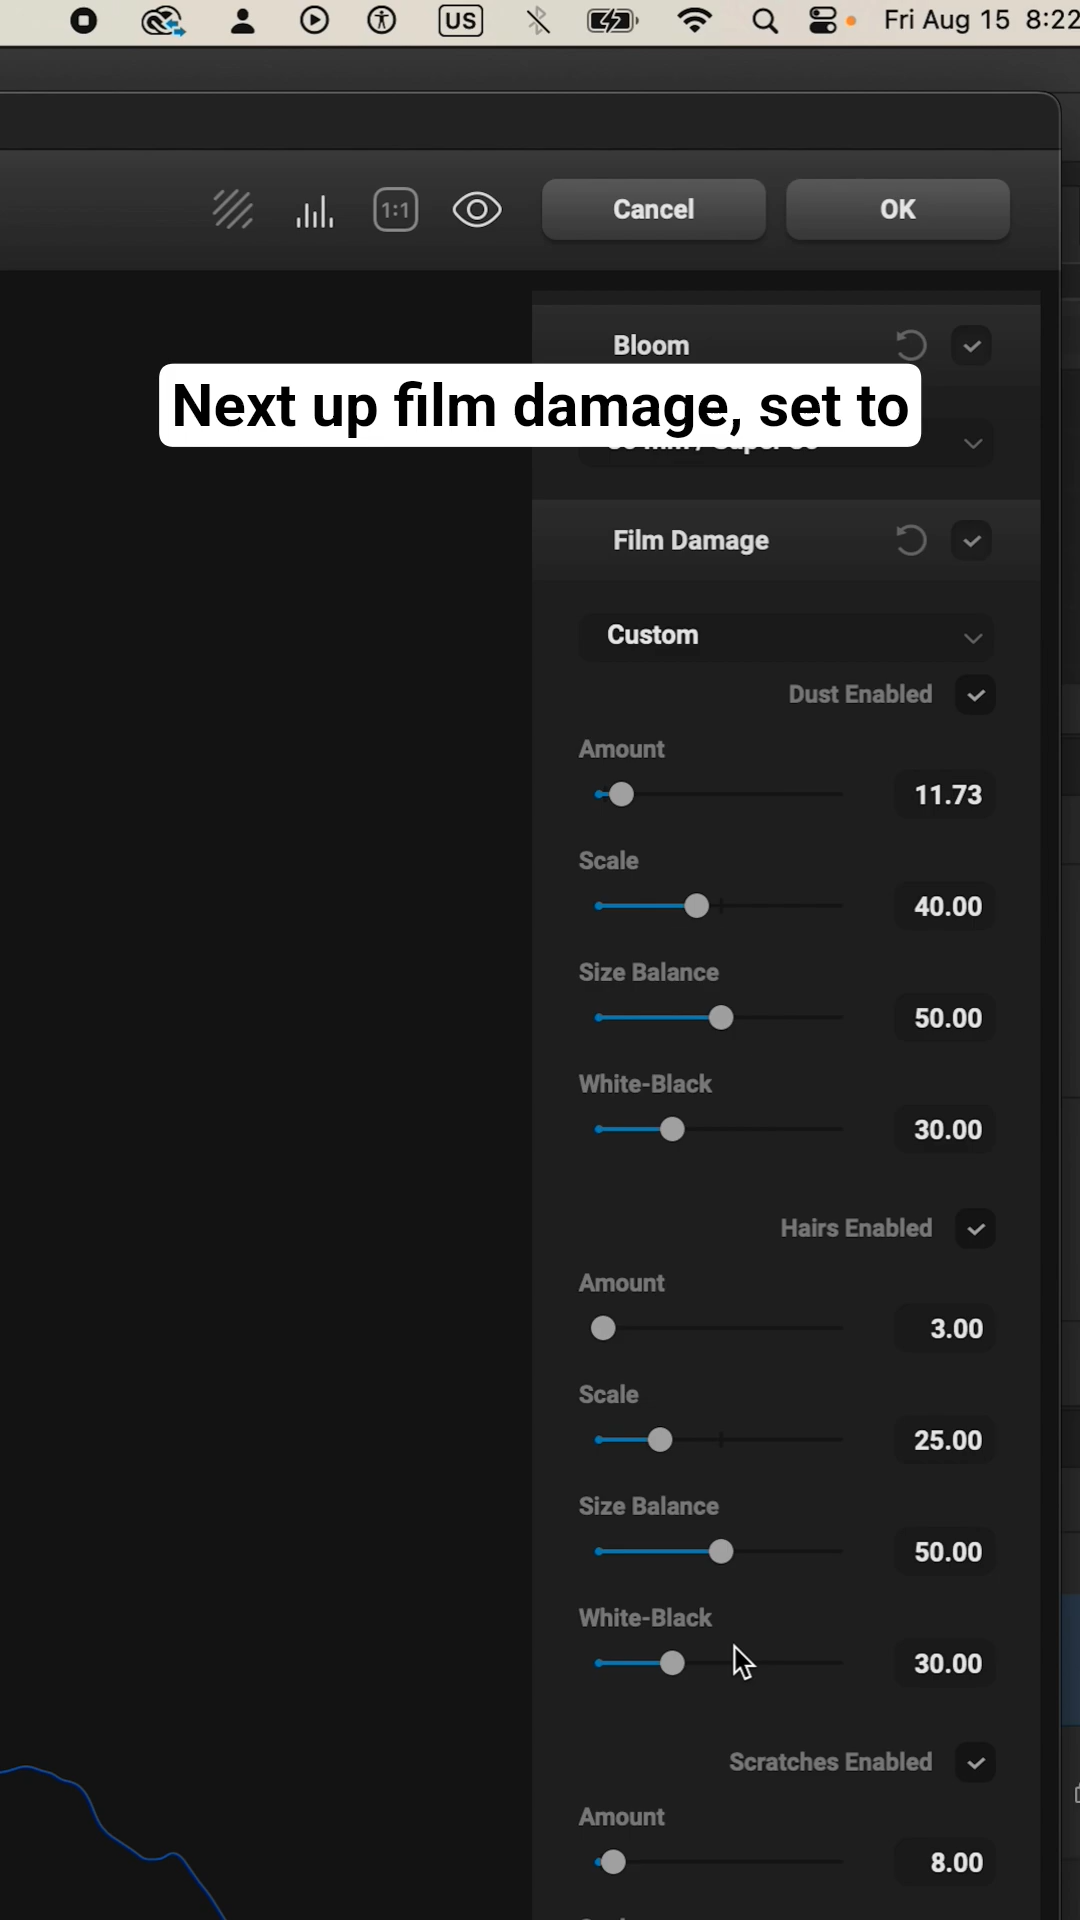 US
Fri Aug 15 8:22
1:1
Cancel
OK
Bloom
Next up film damage, set to
Film Damage
Custom
Dust Enabled
Amount
11.73
Scale
40.00
Size Balance
50.00
White-Black
30.00
Hairs Enabled
Amount
3.00
Scale
25.00
Size Balance
50.00
White-Black
30.00
Scratches Enabled
Amount
8.00